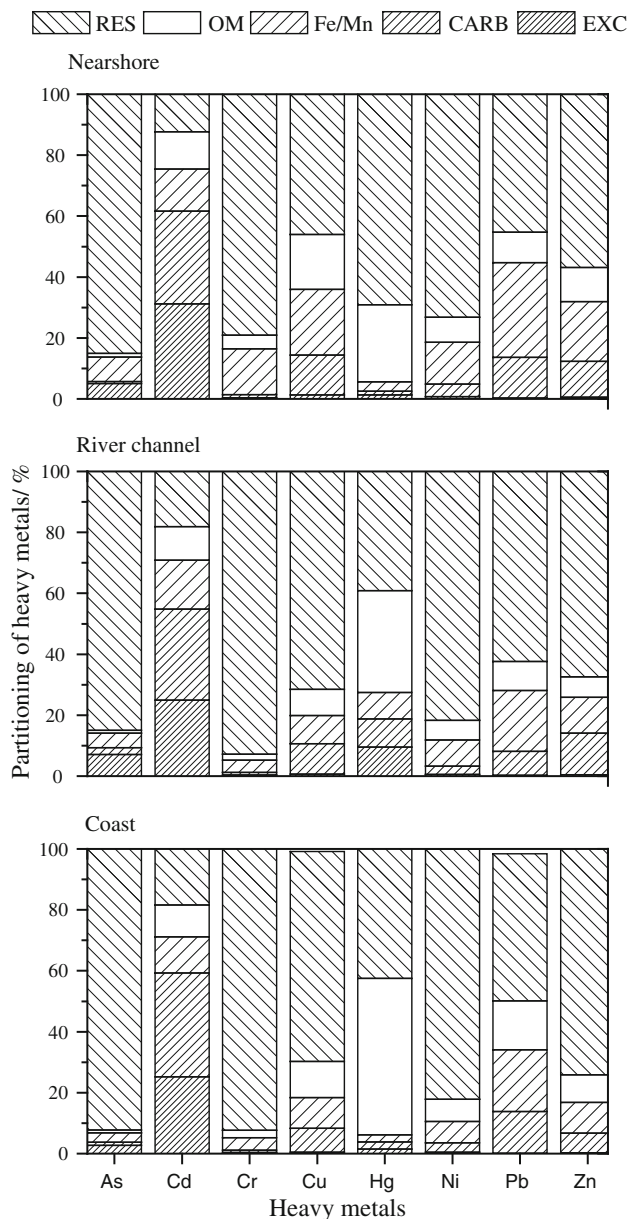 RES OM Fe/Mn CARB EXC
Nearshore
100
80
60
40
20
0
River channel
100
80
60
40
20
0
Coast
100
80
60
40
20
0
As Cd Cr Cu Hg Ni Pb Zn
Heavy metals
Partitioning of heavy metals/ %